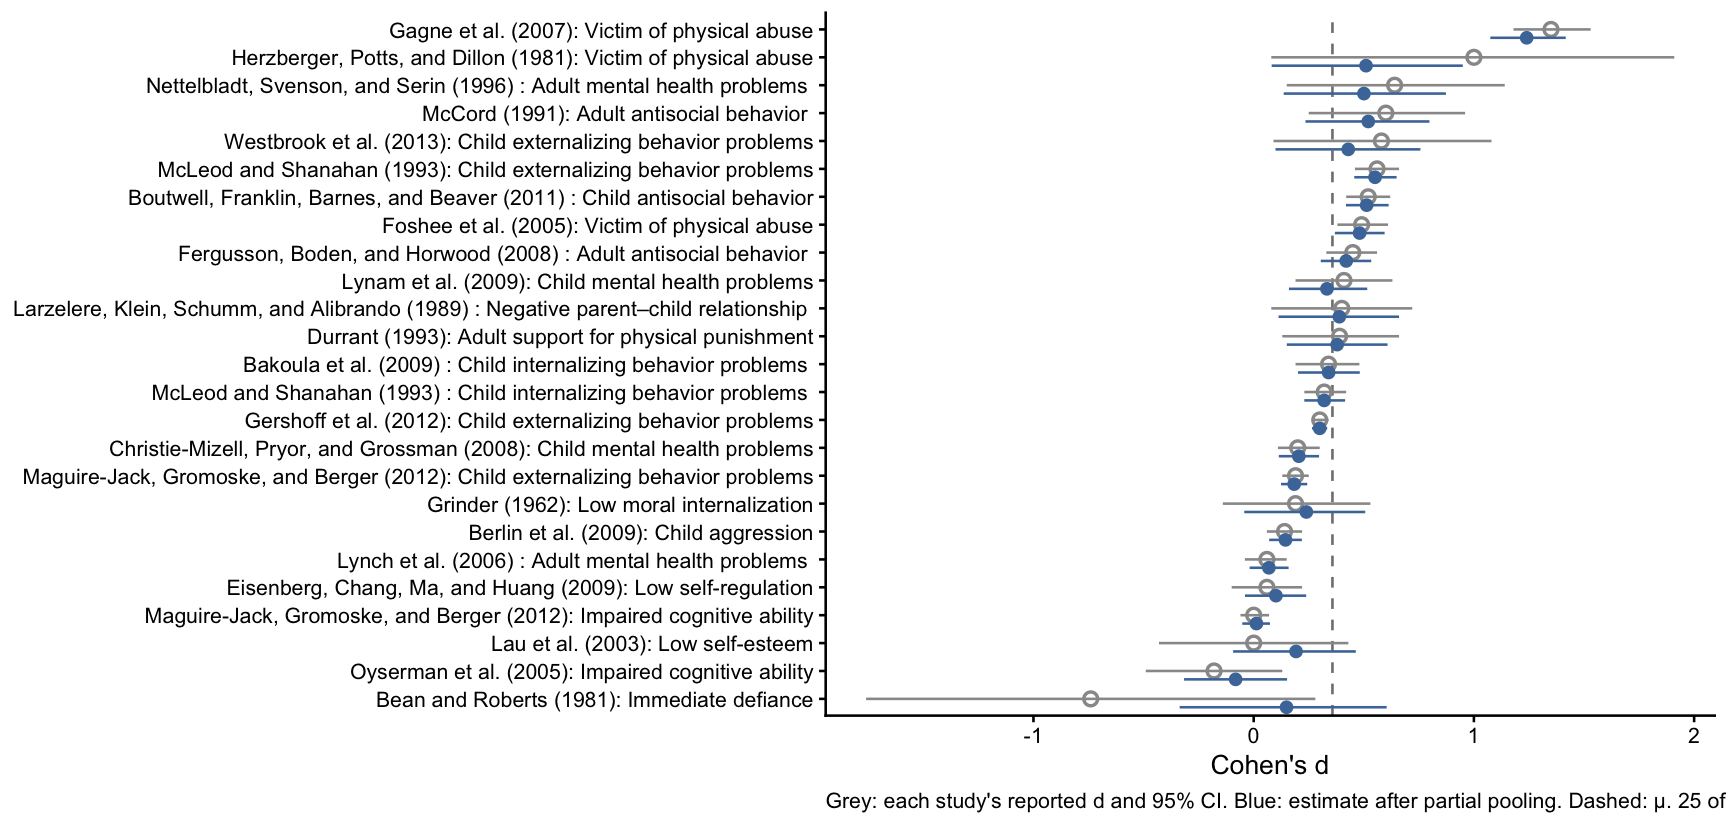 Gagne et al. (2007): Victim of physical abuse
Herzberger, Potts, and Dillon (1981): Victim of physical abuse
Nettelbladt, Svenson, and Serin (1996) : Adult mental health problems
McCord (1991): Adult antisocial behavior
Westbrook et al. (2013): Child externalizing behavior problems
McLeod and Shanahan (1993): Child externalizing behavior problems
Boutwell, Franklin, Barnes, and Beaver (2011) : Child antisocial behavior
Foshee et al. (2005): Victim of physical abuse
Fergusson, Boden, and Horwood (2008) : Adult antisocial behavior
Lynam et al. (2009): Child mental health problems
Larzelere, Klein, Schumm, and Alibrando (1989) : Negative parent–child relationship
Durrant (1993): Adult support for physical punishment
Bakoula et al. (2009) : Child internalizing behavior problems
McLeod and Shanahan (1993) : Child internalizing behavior problems
Gershoff et al. (2012): Child externalizing behavior problems
Christie-Mizell, Pryor, and Grossman (2008): Child mental health problems
Maguire-Jack, Gromoske, and Berger (2012): Child externalizing behavior problems
Grinder (1962): Low moral internalization
Berlin et al. (2009): Child aggression
Lynch et al. (2006) : Adult mental health problems
Eisenberg, Chang, Ma, and Huang (2009): Low self-regulation
Maguire-Jack, Gromoske, and Berger (2012): Impaired cognitive ability
Lau et al. (2003): Low self-esteem
Oyserman et al. (2005): Impaired cognitive ability
Bean and Roberts (1981): Immediate defiance
-1 0 1 2
Cohen's d
Grey: each study's reported d and 95% CI. Blue: estimate after partial pooling. Dashed: μ. 25 of